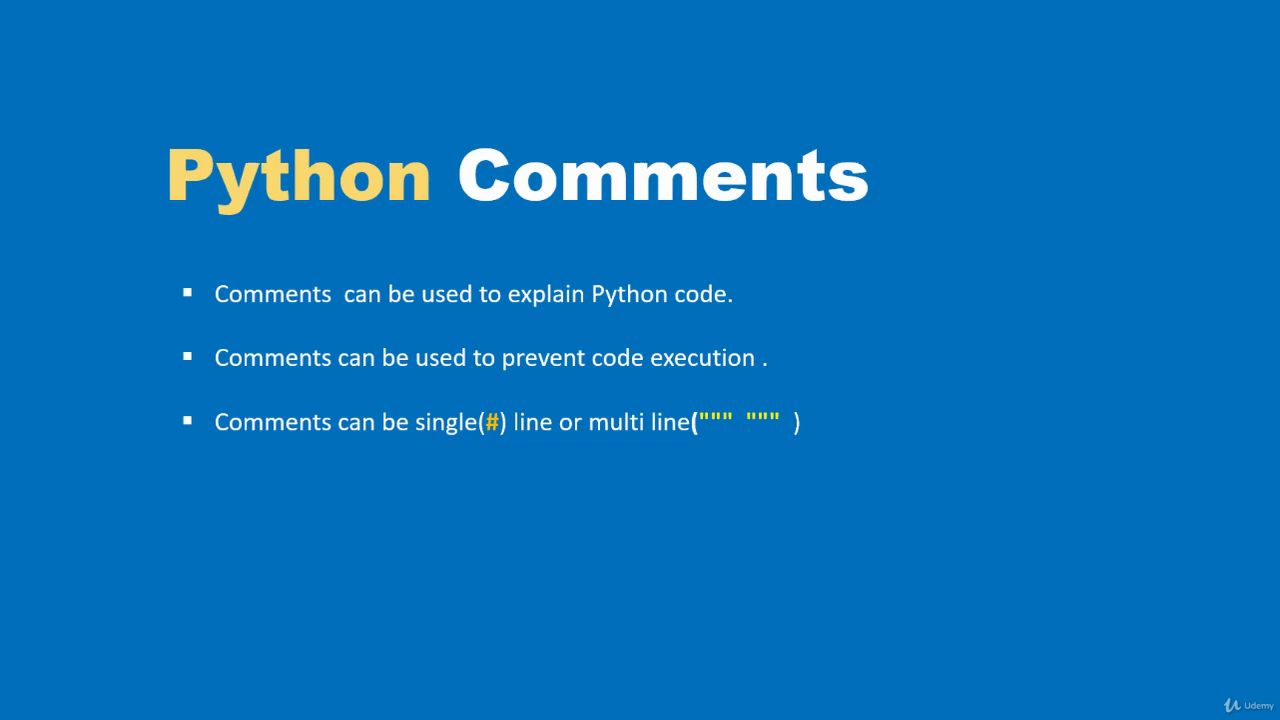 Python Comments
▪ Comments can be used to explain Python code.
▪ Comments can be used to prevent code execution .
▪ Comments can be single(#) line or multi line(""" """ )
Udemy